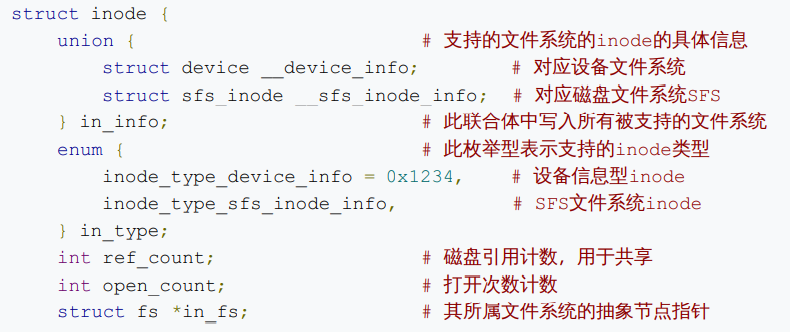 struct inode {
    union {                          # 支持的文件系统的inode的具体信息
        struct device __device_info;        # 对应设备文件系统
        struct sfs_inode __sfs_inode_info;  # 对应磁盘文件系统SFS
    } in_info;                       # 此联合体中写入所有被支持的文件系统
    enum {                           # 此枚举型表示支持的inode类型
        inode_type_device_info = 0x1234,    # 设备信息型inode
        inode_type_sfs_inode_info,          # SFS文件系统inode
    } in_type;
    int ref_count;                   # 磁盘引用计数，用于共享
    int open_count;                  # 打开次数计数
    struct fs *in_fs;                # 其所属文件系统的抽象节点指针